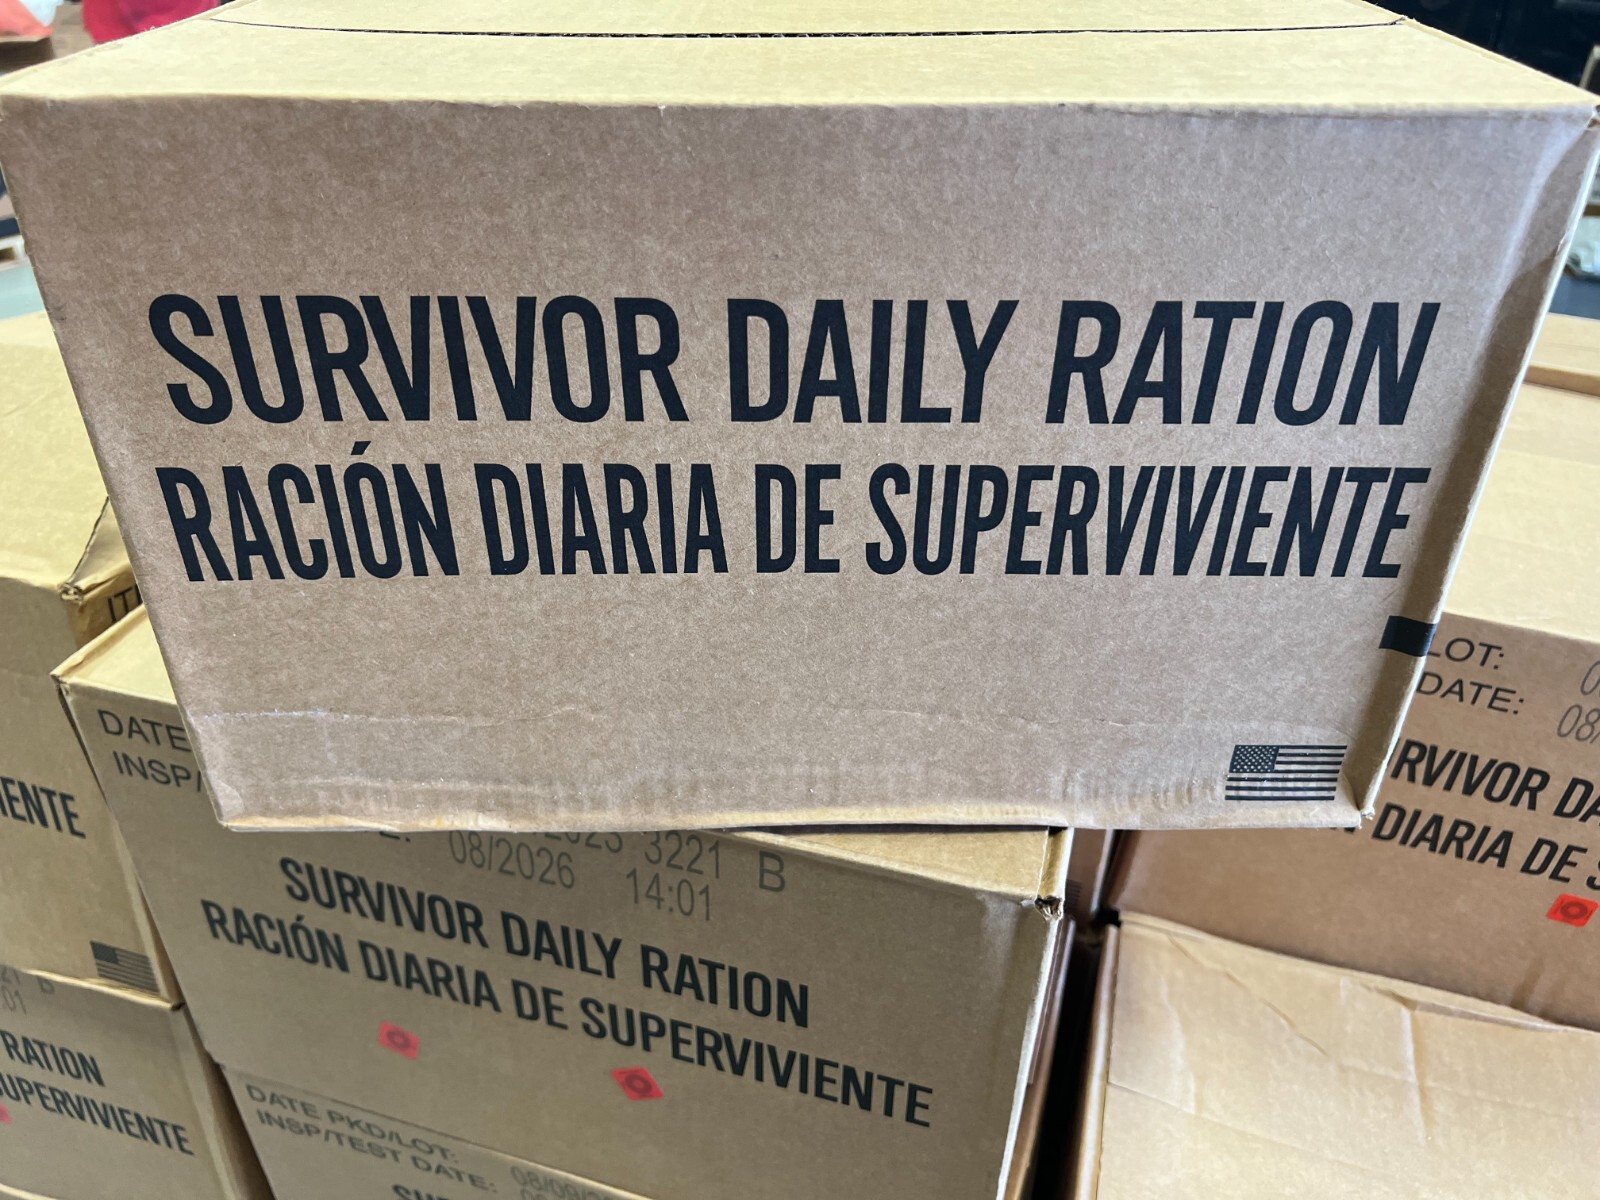 SURVIVOR DAILY RATION
RACIÓN DIARIA DE SUPERVIVIENTE
LOT:
DATE:
RVIVOR DA
DIARIA DE S
DATE
INSP/
3221 B
08/2026 14:01
SURVIVOR DAILY RATION
RACIÓN DIARIA DE SUPERVIVIENTE
DATE PKD/LOT:
INSP/TEST DATE:
IENTE
RATION
UPERVIVIENTE